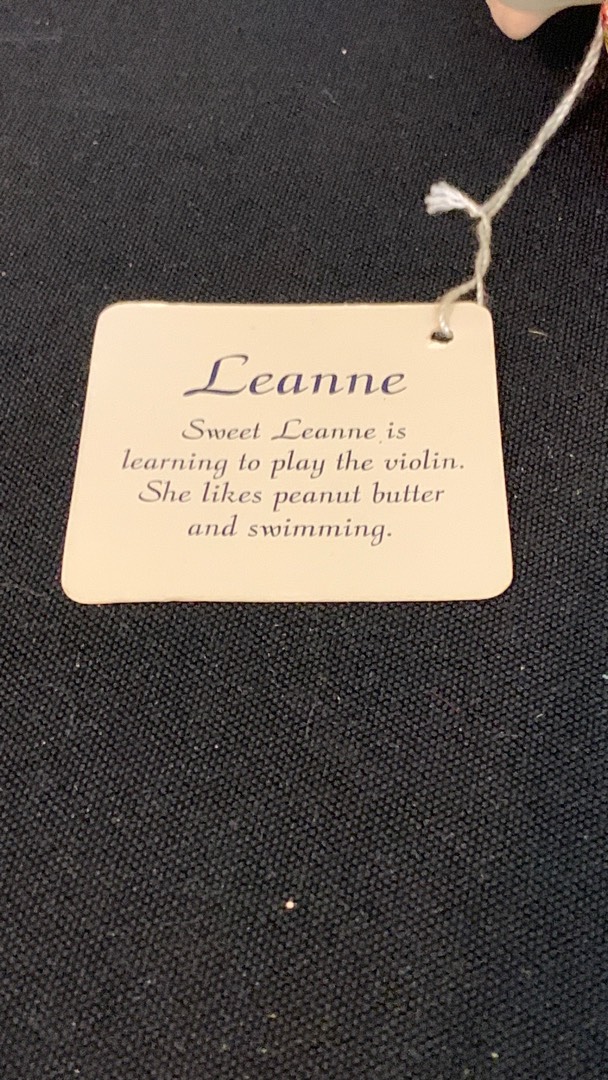 Leanne
Sweet Leanne is
learning to play the violin.
She likes peanut butter
and swimming.